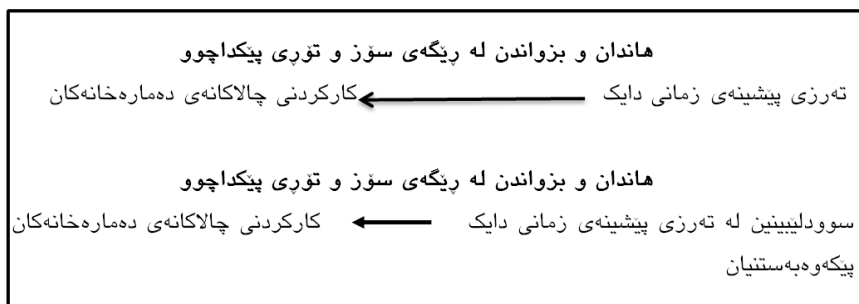 هاندان و بزواندن لە ڕێگەی سۆز و تۆڕی پێکداچوو
تەرزی پێشینەی زمانی دایک کارکردنی چالاکانەی دەمارەخانەکان
هاندان و بزواندن لە ڕێگەی سۆز و تۆڕی پێکداچوو
سوودلێبینین لە تەرزی پێشینەی زمانی دایک کارکردنی چالاکانەی دەمارەخانەکان
پێکەوەبەستنیان